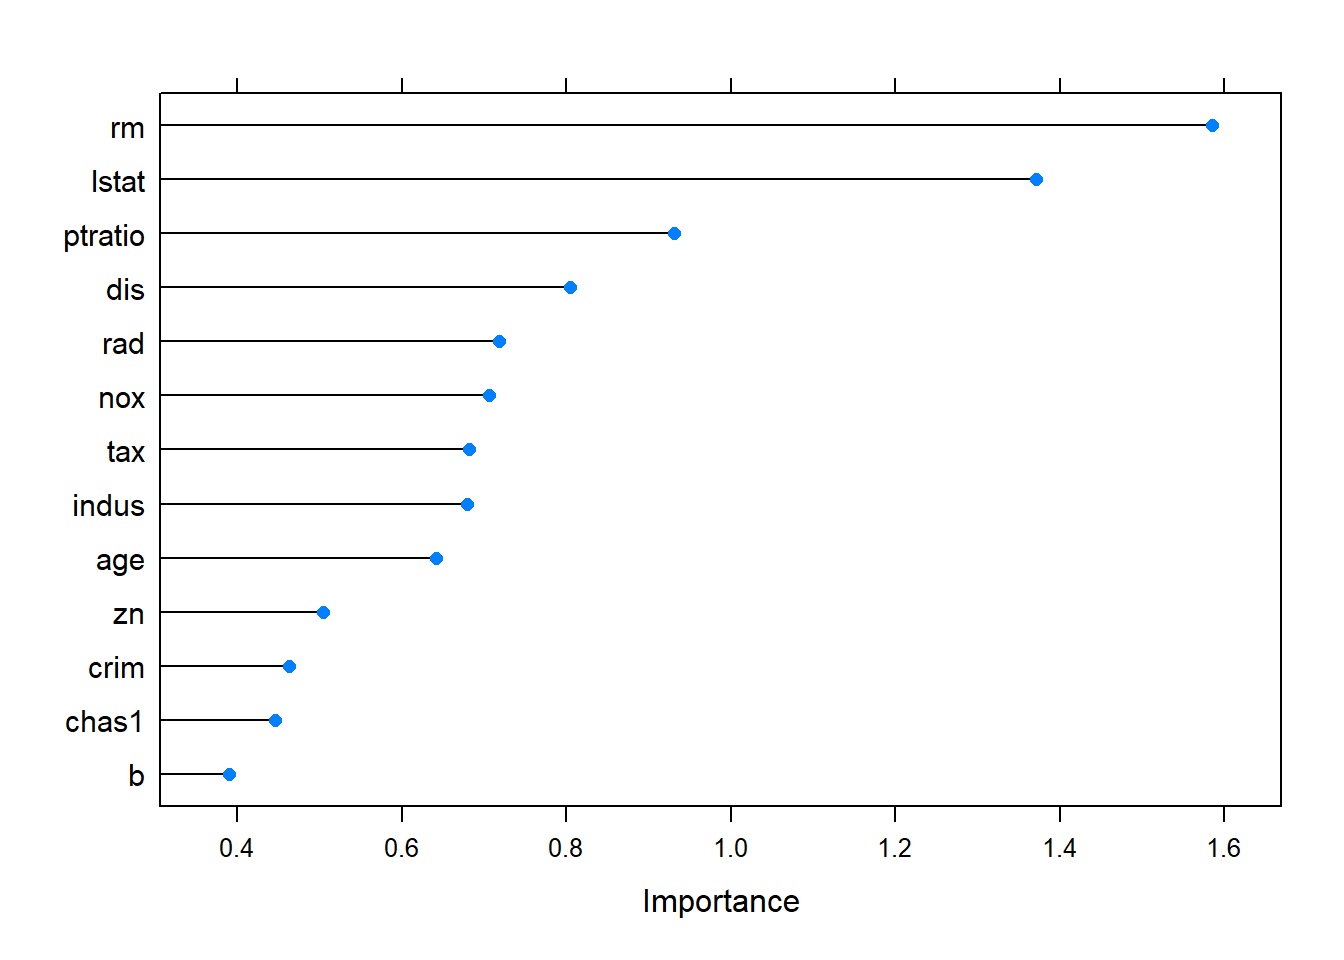 rm
lstat
ptratio
dis
rad
nox
tax
indus
age
zn
crim
chas1
b
0.4 0.6 0.8 1.0 1.2 1.4 1.6
Importance